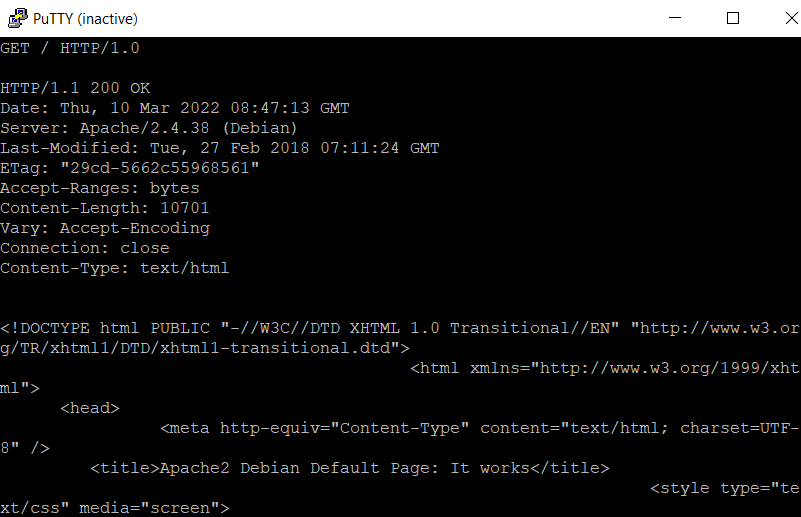 PuTTY (inactive)
GET / HTTP/1.0
HTTP/1.1 200 OK
Date: Thu, 10 Mar 2022 08:47:13 GMT
Server: Apache/2.4.38 (Debian)
Last-Modified: Tue, 27 Feb 2018 07:11:24 GMT
ETag: "29cd-5662c55968561"
Accept-Ranges: bytes
Content-Length: 10701
Vary: Accept-Encoding
Connection: close
Content-Type: text/html
<!DOCTYPE html PUBLIC "-//W3C//DTD XHTML 1.0 Transitional//EN" "http://www.w3.or
g/TR/xhtml1/DTD/xhtml1-transitional.dtd">
<html xmlns="http://www.w3.org/1999/xht
ml">
<head>
<meta http-equiv="Content-Type" content="text/html; charset=UTF-
8" />
<title>Apache2 Debian Default Page: It works</title>
<style type="te
xt/css" media="screen">